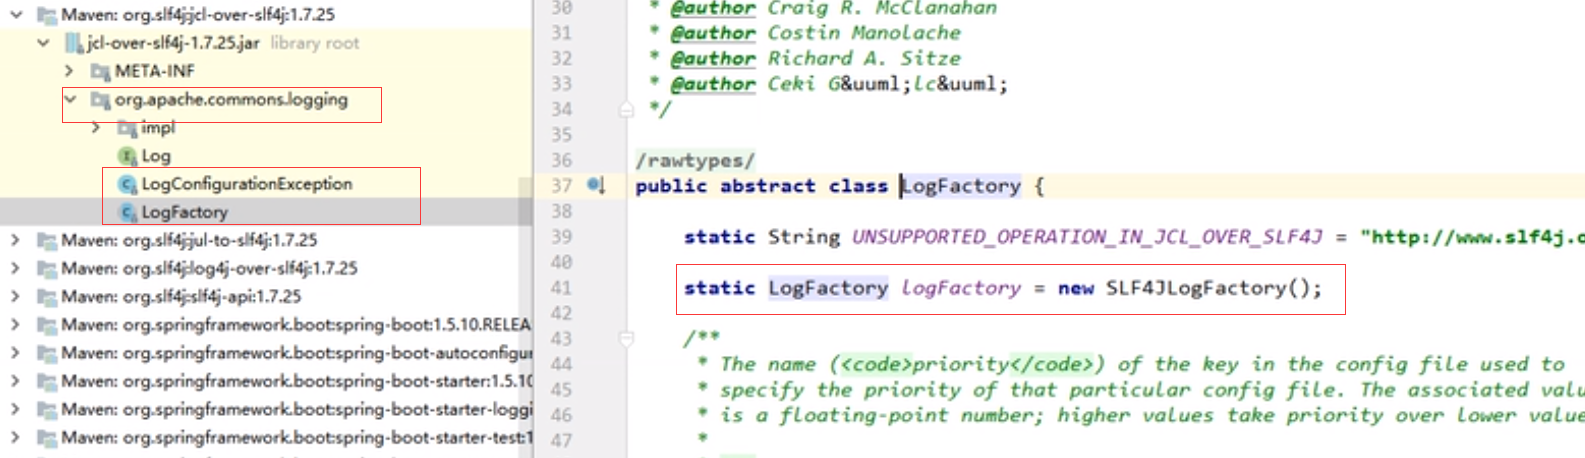 Maven: org.slf4j:jcl-over-slf4j:1.7.25
jcl-over-slf4j-1.7.25.jar library root
META-INF
org.apache.commons.logging
impl
Log
LogConfigurationException
LogFactory
Maven: org.slf4j:jul-to-slf4j:1.7.25
Maven: org.slf4j:log4j-over-slf4j:1.7.25
Maven: org.slf4j:slf4j-api:1.7.25
Maven: org.springframework.boot:spring-boot:1.5.10.RELEA
Maven: org.springframework.boot:spring-boot-autoconfigur
Maven: org.springframework.boot:spring-boot-starter:1.5.10
Maven: org.springframework.boot:spring-boot-starter-loggi
Maven: org.springframework.boot:spring-boot-starter-test:1
30 * @author Craig R. McClanahan
31 * @author Costin Manolache
32 * @author Richard A. Sitze
33 * @author Ceki G&uuml;lc&uuml;
34 */
35
36 /rawtypes/
37 public abstract class LogFactory {
38
39 static String UNSUPPORTED_OPERATION_IN_JCL_OVER_SLF4J = "http://www.slf4j.o
40
41 static LogFactory logFactory = new SLF4JLogFactory();
42
43 /**
44 * The name (<code>priority</code>) of the key in the config file used to
45 * specify the priority of that particular config file. The associated valu
46 * is a floating-point number; higher values take priority over lower value
47 *